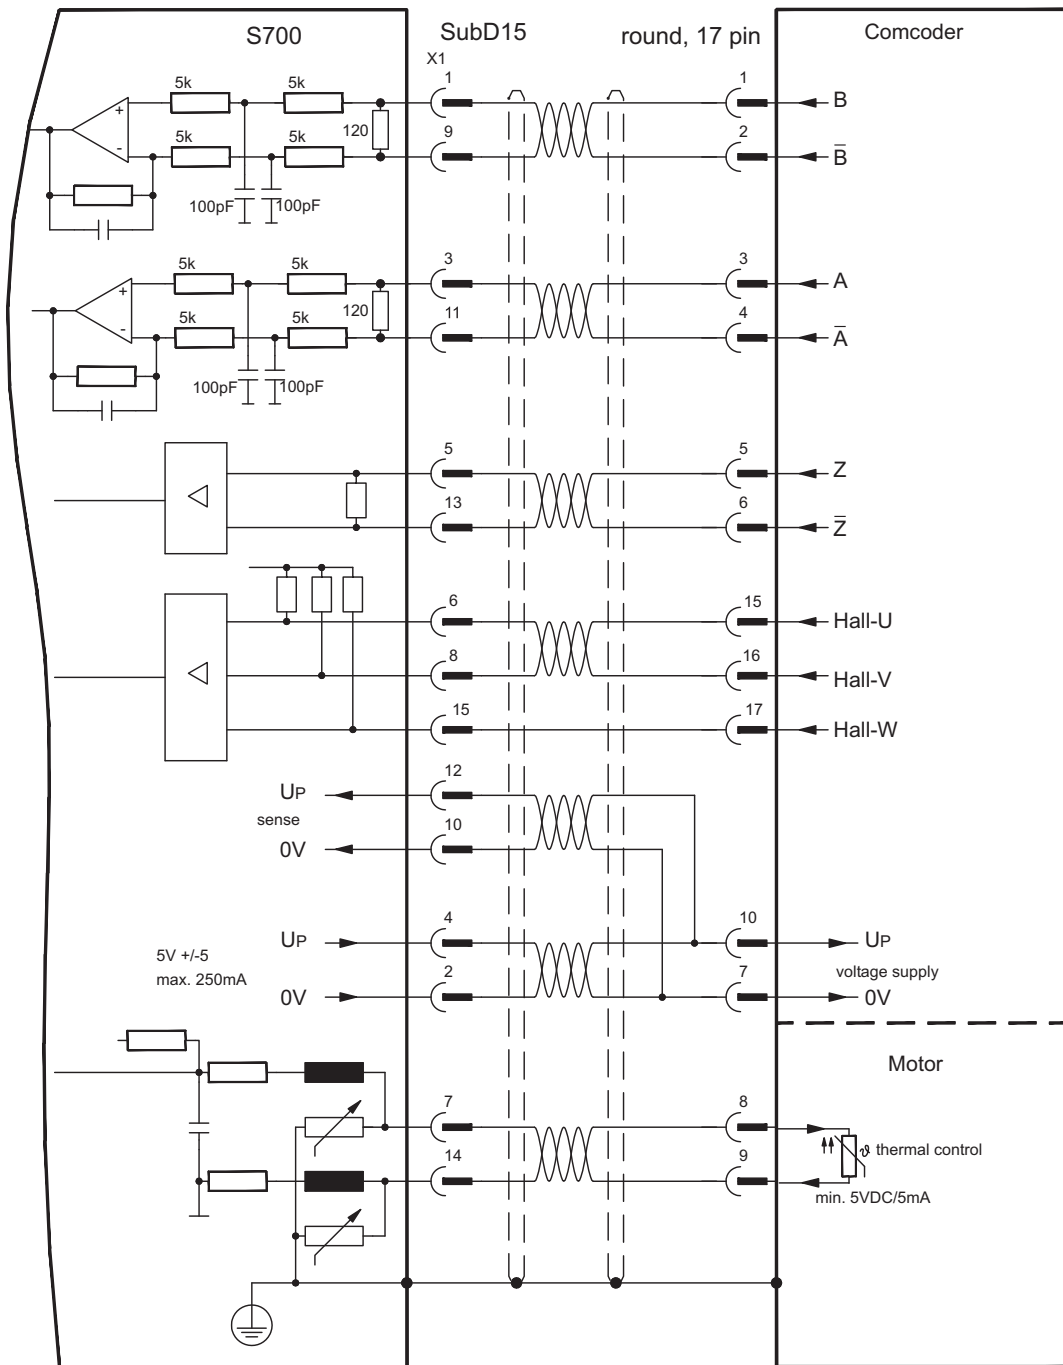 S700 SubD15 round, 17 pin Comcoder
X1
5k 5k 1 1 B
120
5k 5k 9 2 B̅
100pF 100pF
5k 5k 3 3 A
120
5k 5k 11 4 A̅
100pF 100pF
5 5 Z
13 6 Z̅
6 15 Hall-U
8 16 Hall-V
15 17 Hall-W
UP 12
sense
0V 10
UP 4 10 UP
5V +/-5
max. 250mA
voltage supply
0V 2 7 0V
Motor
7 8
ϑ thermal control
14 9
min. 5VDC/5mA